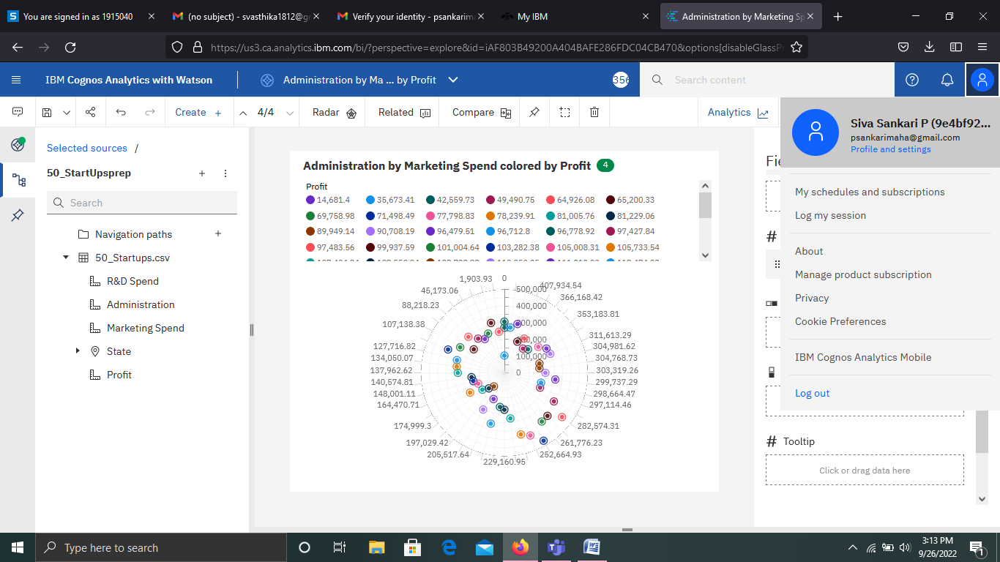 You are signed in as 1915040
(no subject) - svasthika1812@g
Verify your identity - psankarima
My IBM
Administration by Marketing Sp
https://us3.ca.analytics.ibm.com/bi/?perspective=explore&id=iAF803B49200A404BAFE286FDC04CB470&options[disableGlassP
IBM Cognos Analytics with Watson
Administration by Ma ... by Profit
356
Search content
Create +
4/4
Radar
Related
Compare
Analytics
Siva Sankari P (9e4bf92...
psankarimaha@gmail.com
Profile and settings
My schedules and subscriptions
Log my session
About
Manage product subscription
Privacy
Cookie Preferences
IBM Cognos Analytics Mobile
Log out
Selected sources /
50_StartUpsprep
Search
Navigation paths
50_Startups.csv
R&D Spend
Administration
Marketing Spend
State
Profit
Administration by Marketing Spend colored by Profit 4
Profit
14,681.4 35,673.41 42,559.73 49,490.75 64,926.08 65,200.33
69,758.98 71,498.49 77,798.83 78,239.91 81,005.76 81,229.06
89,949.14 90,708.19 96,479.51 96,712.8 96,778.92 97,427.84
97,483.56 99,937.59 101,004.64 103,282.38 105,008.31 105,733.54
0
1,903.93
45,173.06
88,218.23
107,138.38
127,716.82
134,050.07
137,962.62
140,574.81
148,001.11
164,470.71
174,999.3
197,029.42
205,517.64
229,160.95
252,664.93
261,776.23
282,574.31
297,114.46
298,664.47
299,737.29
303,319.26
304,768.73
304,981.62
311,613.29
353,183.81
366,168.42
407,934.54
500,000
400,000
300,000
200,000
100,000
0
Fie
#
# Tooltip
Click or drag data here
Type here to search
3:13 PM
9/26/2022
1